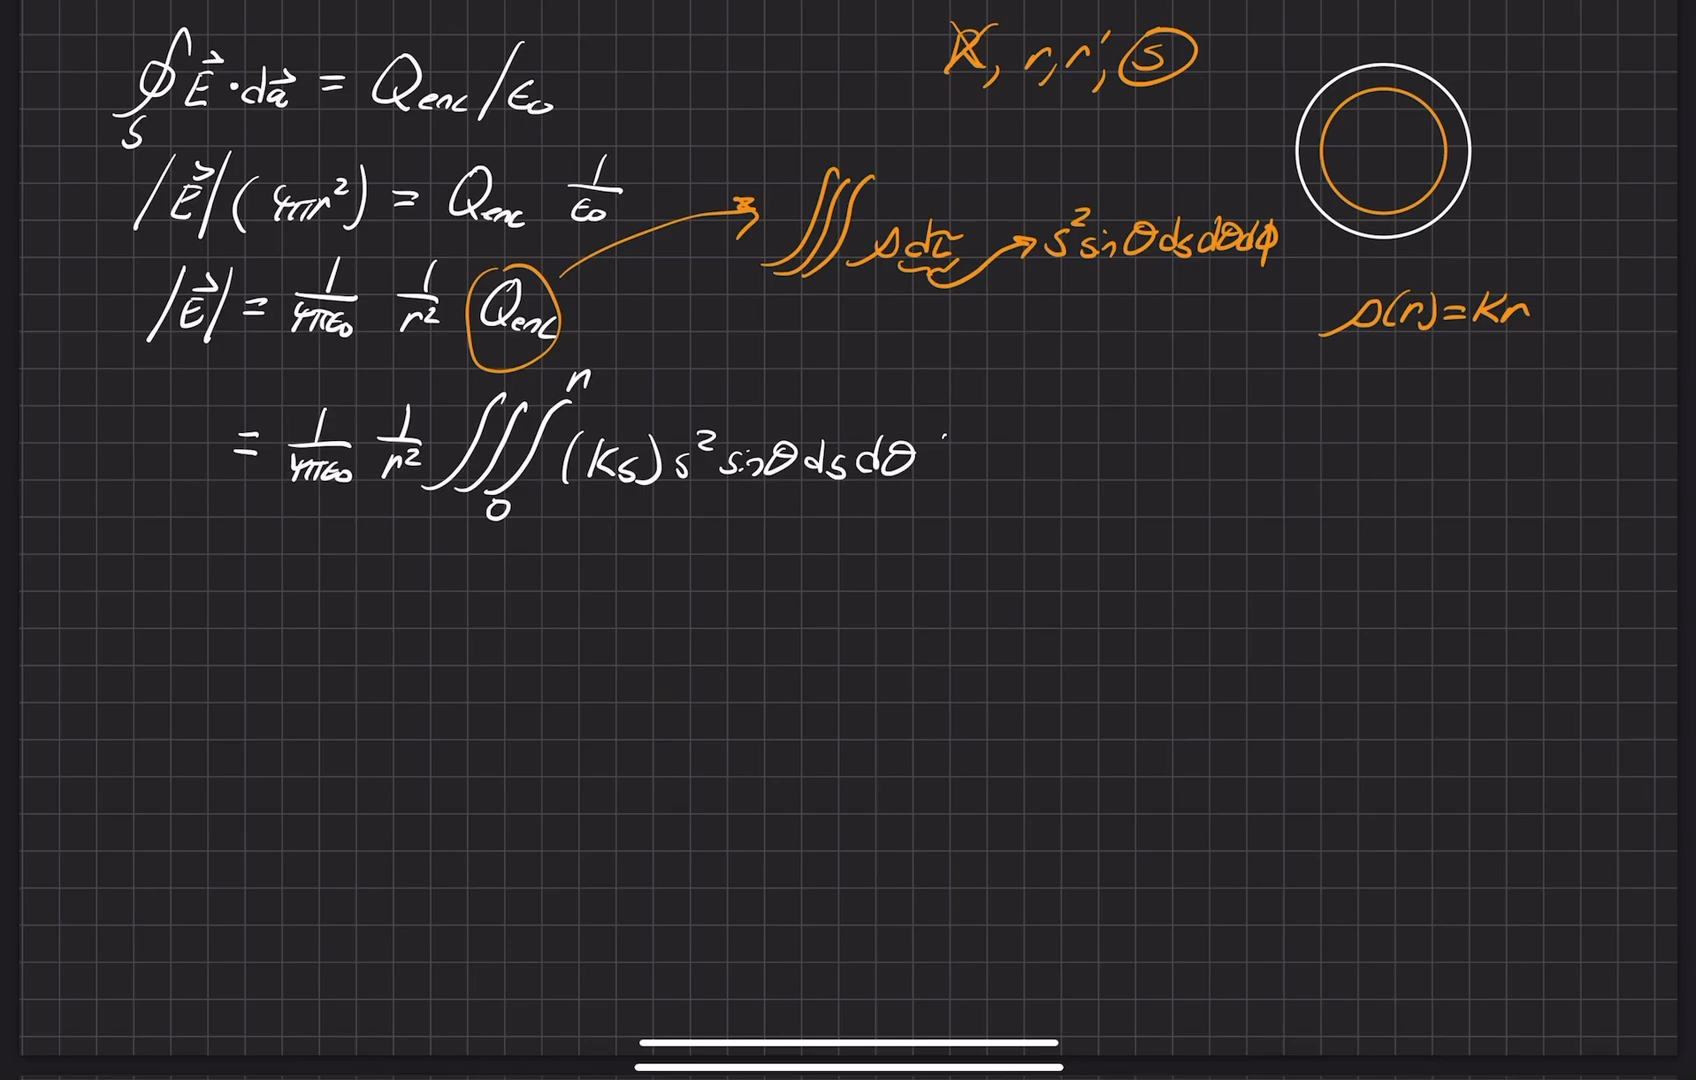 ∮_S E⃗ · da⃗ = Q_enc/ε₀
R, r, r', s
|E⃗|(4πr²) = Q_enc 1/ε₀
∭ρdτ → s² sinθ ds dθ dϕ
|E⃗| = 1/4πε₀ 1/r² Q_enc
ρ(r) = kr
= 1/4πε₀ 1/r² ∭₀^r (ks) s² sinθ ds dθ